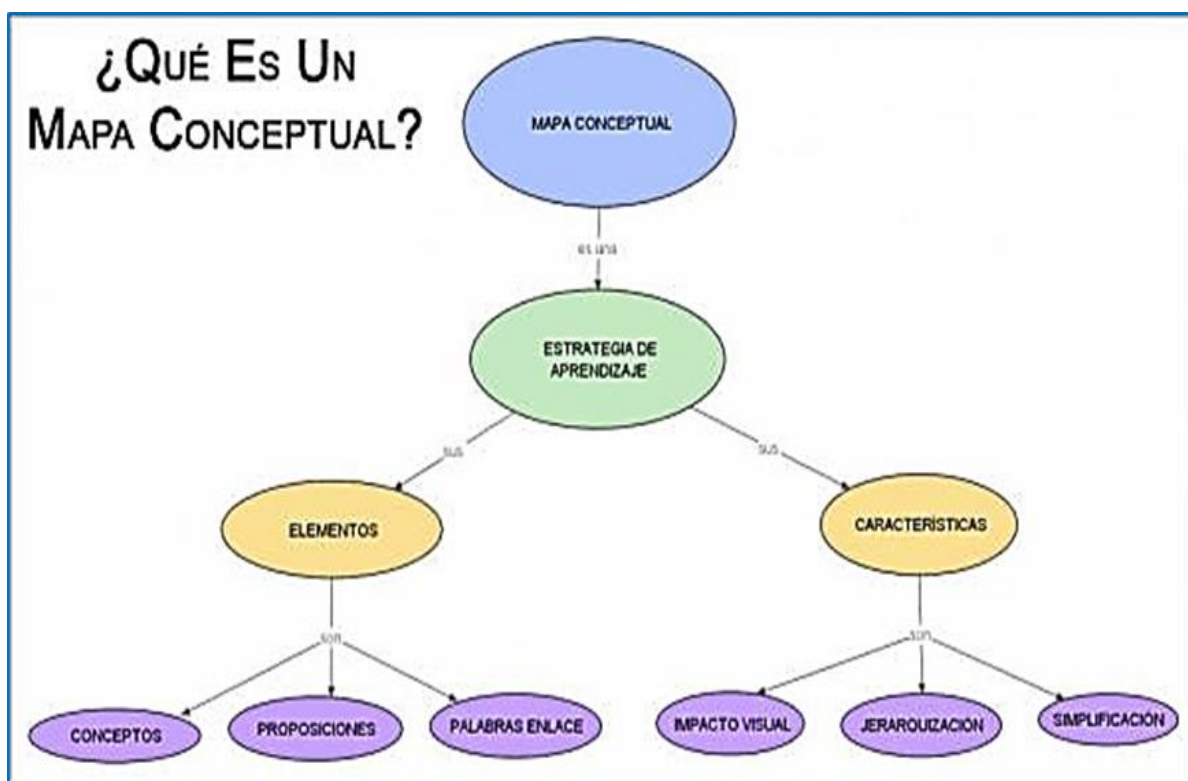 ¿QUÉ ES UN
MAPA CONCEPTUAL?
MAPA CONCEPTUAL
es una
ESTRATEGIA DE
APRENDIZAJE
sus
sus
ELEMENTOS
CARACTERÍSTICAS
son
son
CONCEPTOS
PROPOSICIONES
PALABRAS ENLACE
IMPACTO VISUAL
JERARQUIZACIÓN
SIMPLIFICACIÓN